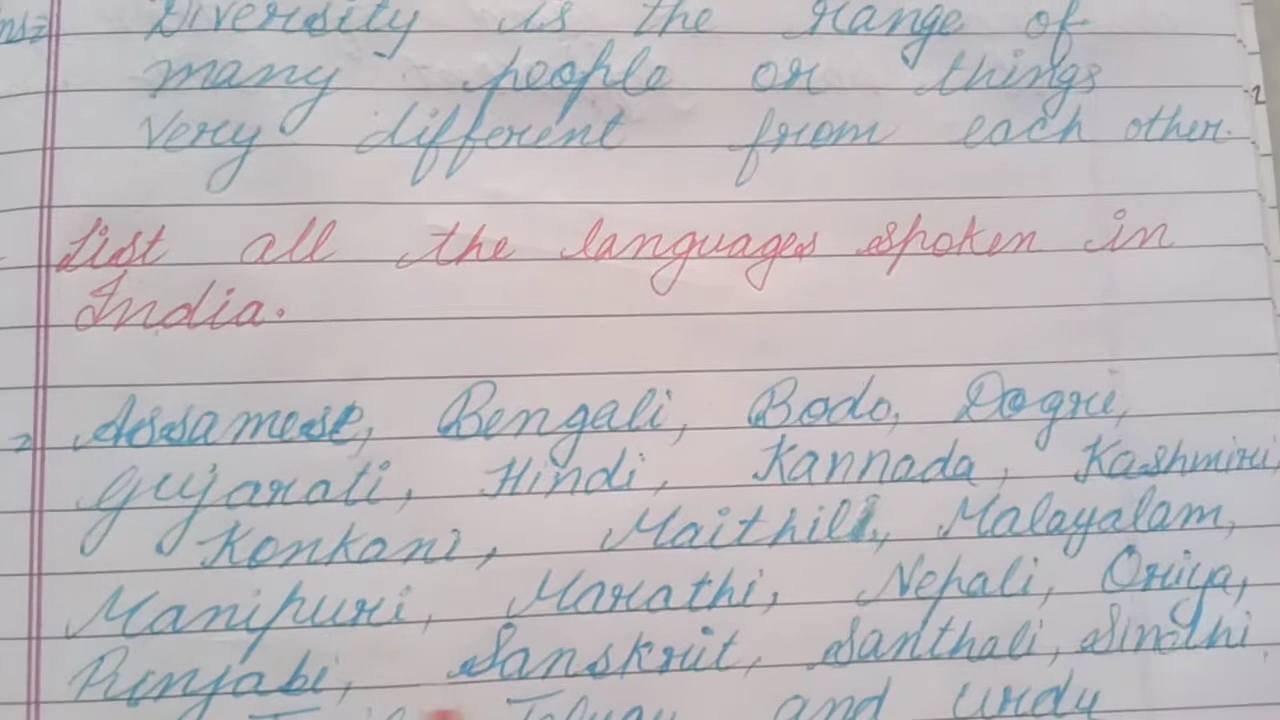 Diversity is the range of
many people or things
very different from each other.
List all the languages spoken in
India.
Assamese, Bengali, Bodo, Dogri,
Gujarati, Hindi, Kannada, Kashmiri,
Konkani, Maithili, Malayalam,
Manipuri, Marathi, Nepali, Oriya,
Punjabi, Sanskrit, Santhali, Sindhi,
Telugu and Urdu